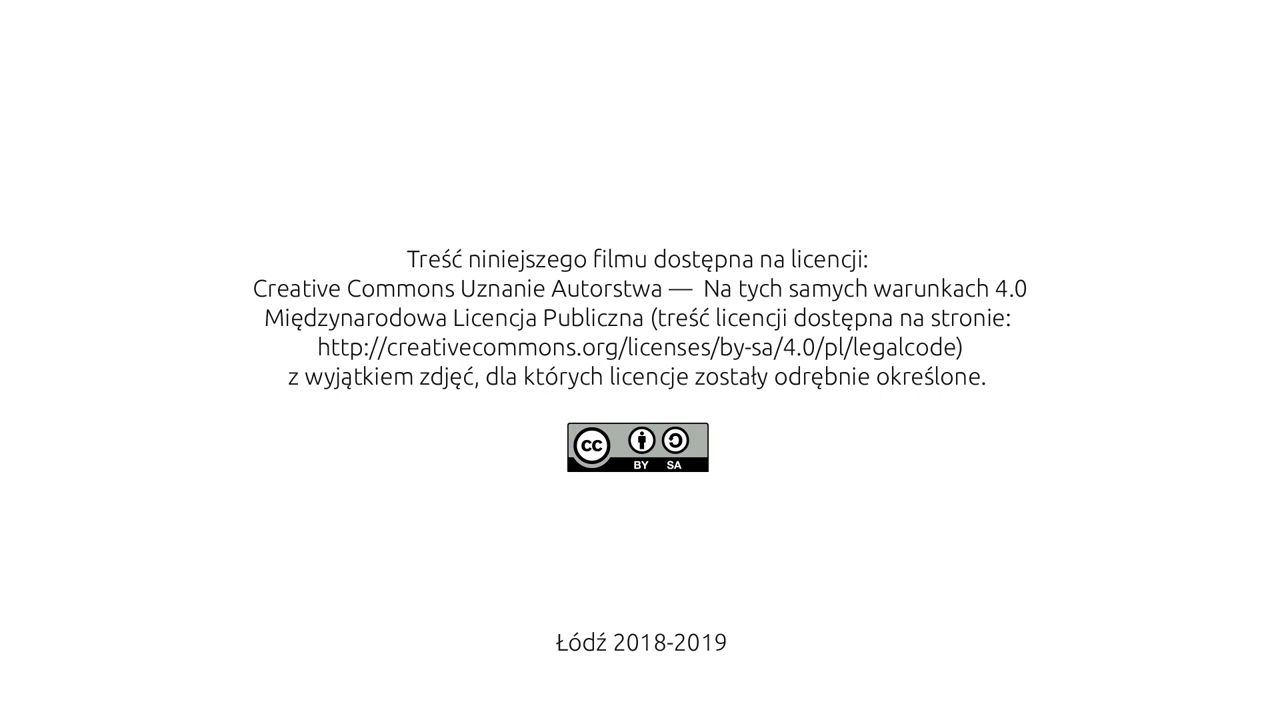 Treść niniejszego filmu dostępna na licencji:
Creative Commons Uznanie Autorstwa — Na tych samych warunkach 4.0
Międzynarodowa Licencja Publiczna (treść licencji dostępna na stronie:
http://creativecommons.org/licenses/by-sa/4.0/pl/legalcode)
z wyjątkiem zdjęć, dla których licencje zostały odrębnie określone.
cc
BY SA
Łódź 2018-2019